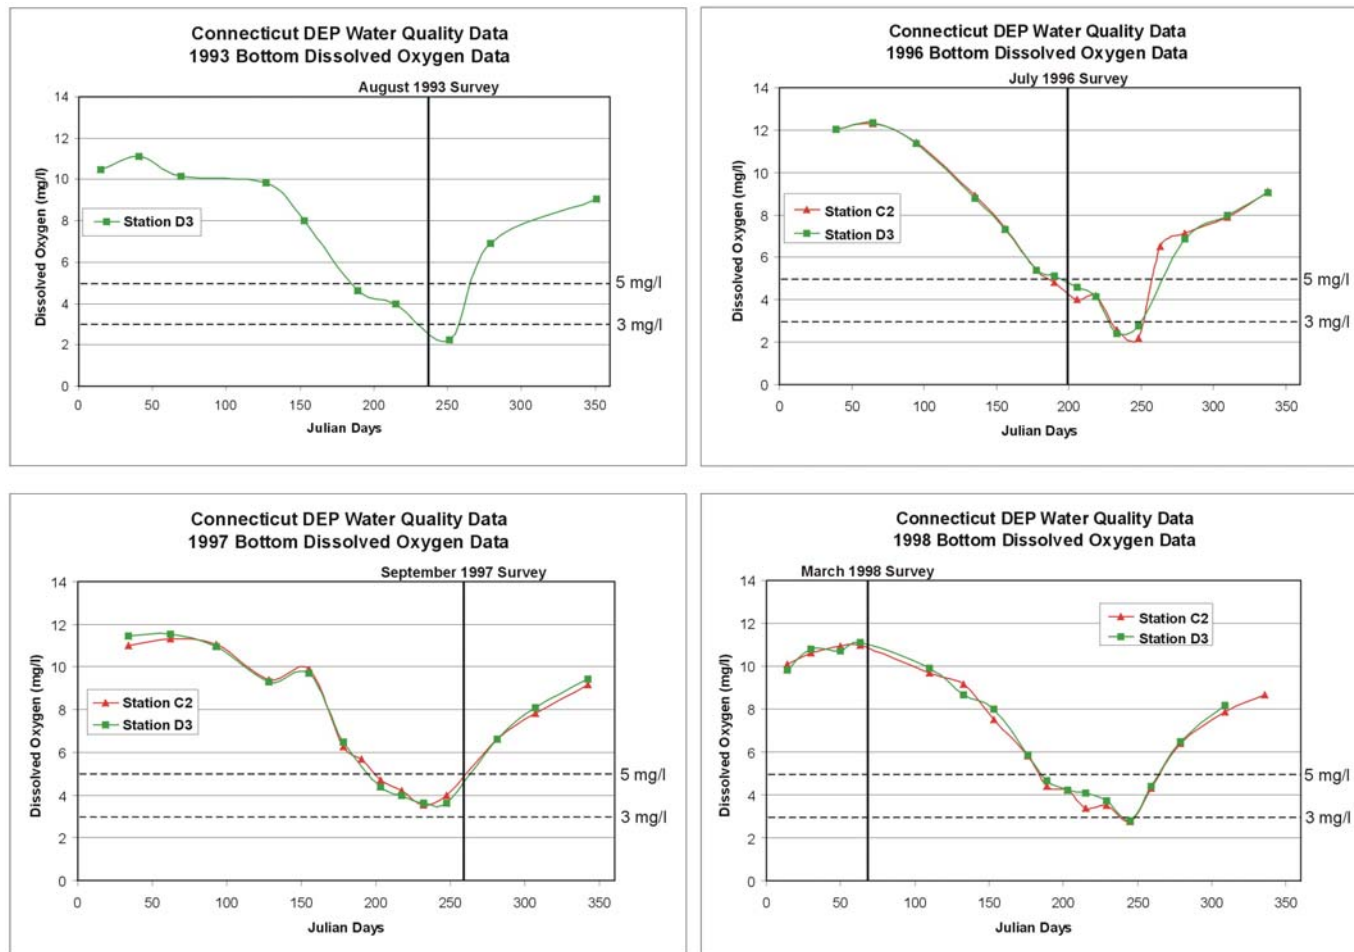 Connecticut DEP Water Quality Data
1993 Bottom Dissolved Oxygen Data
August 1993 Survey
14
12
10
8
6
4
2
0
Dissolved Oxygen (mg/l)
Station D3
5 mg/l
3 mg/l
0 50 100 150 200 250 300 350
Julian Days
Connecticut DEP Water Quality Data
1996 Bottom Dissolved Oxygen Data
July 1996 Survey
14
12
10
8
6
4
2
0
Dissolved Oxygen (mg/l)
Station C2
Station D3
5 mg/l
3 mg/l
0 50 100 150 200 250 300 350
Julian Days
Connecticut DEP Water Quality Data
1997 Bottom Dissolved Oxygen Data
September 1997 Survey
14
12
10
8
6
4
2
0
Dissolved Oxygen (mg/l)
Station C2
Station D3
5 mg/l
3 mg/l
0 50 100 150 200 250 300 350
Julian Days
Connecticut DEP Water Quality Data
1998 Bottom Dissolved Oxygen Data
March 1998 Survey
14
12
10
8
6
4
2
0
Dissolved Oxygen (mg/l)
Station C2
Station D3
5 mg/l
3 mg/l
0 50 100 150 200 250 300 350
Julian Days